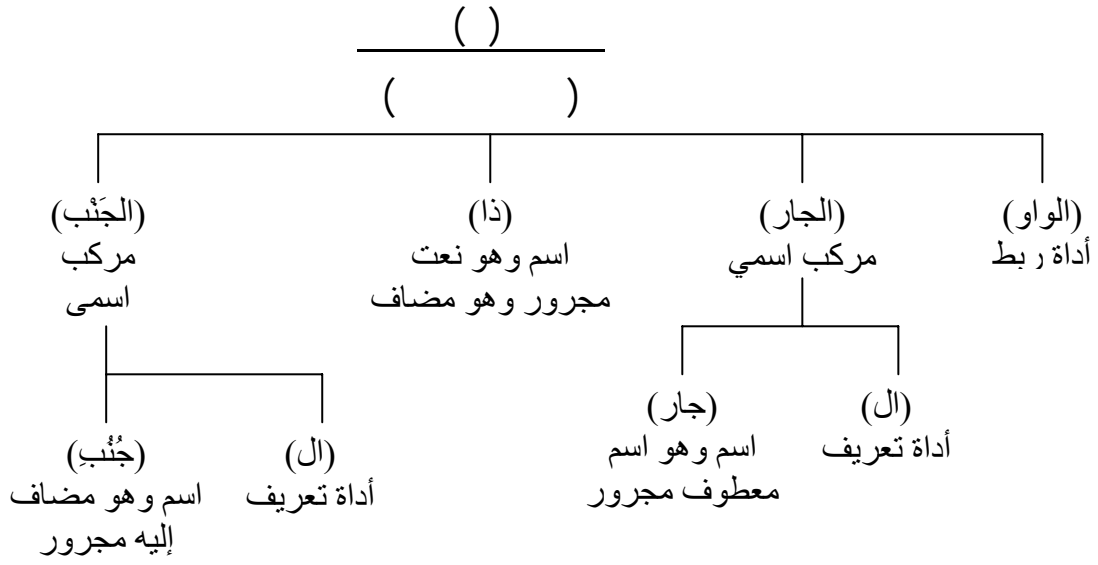 ( )
( )
(الواو)
أداة ربط
(الجار)
مركب اسمي
(ذا)
اسم وهو نعت
مجرور وهو مضاف
(الجَنْب)
مركب
اسمى
(ال)
أداة تعريف
(جار)
اسم وهو اسم
معطوف مجرور
(ال)
أداة تعريف
(جُنُبِ)
اسم وهو مضاف
إليه مجرور